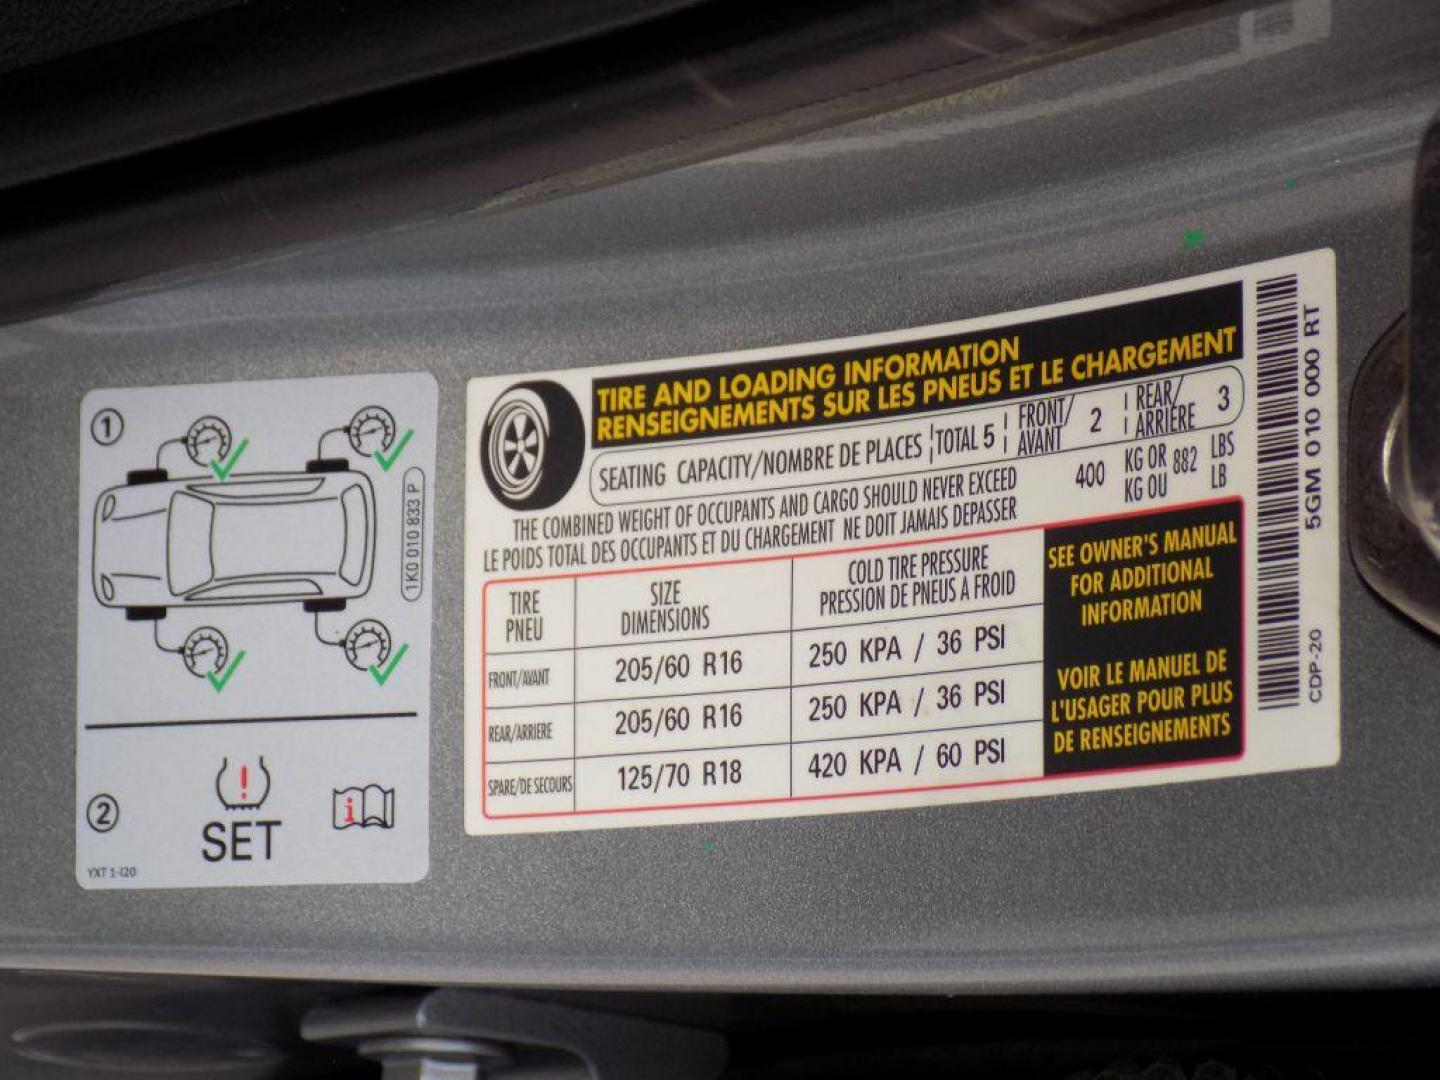 1
1K0 010 833 P
2
!
SET
i
YXT 1-I20
TIRE AND LOADING INFORMATION
RENSEIGNEMENTS SUR LES PNEUS ET LE CHARGEMENT
SEATING CAPACITY/NOMBRE DE PLACES TOTAL 5 FRONT/AVANT 2 REAR/ARRIÈRE 3
THE COMBINED WEIGHT OF OCCUPANTS AND CARGO SHOULD NEVER EXCEED 400 KG OR 882 LBS
LE POIDS TOTAL DES OCCUPANTS ET DU CHARGEMENT NE DOIT JAMAIS DEPASSER KG OU LB
TIRE PNEU SIZE DIMENSIONS COLD TIRE PRESSURE
PRESSION DE PNEUS A FROID
FRONT/AVANT 205/60 R16 250 KPA / 36 PSI
REAR/ARRIERE 205/60 R16 250 KPA / 36 PSI
SPARE/DE SECOURS 125/70 R18 420 KPA / 60 PSI
SEE OWNER'S MANUAL
FOR ADDITIONAL
INFORMATION
VOIR LE MANUEL DE
L'USAGER POUR PLUS
DE RENSEIGNEMENTS
5GM 010 000 RT
CDP-20